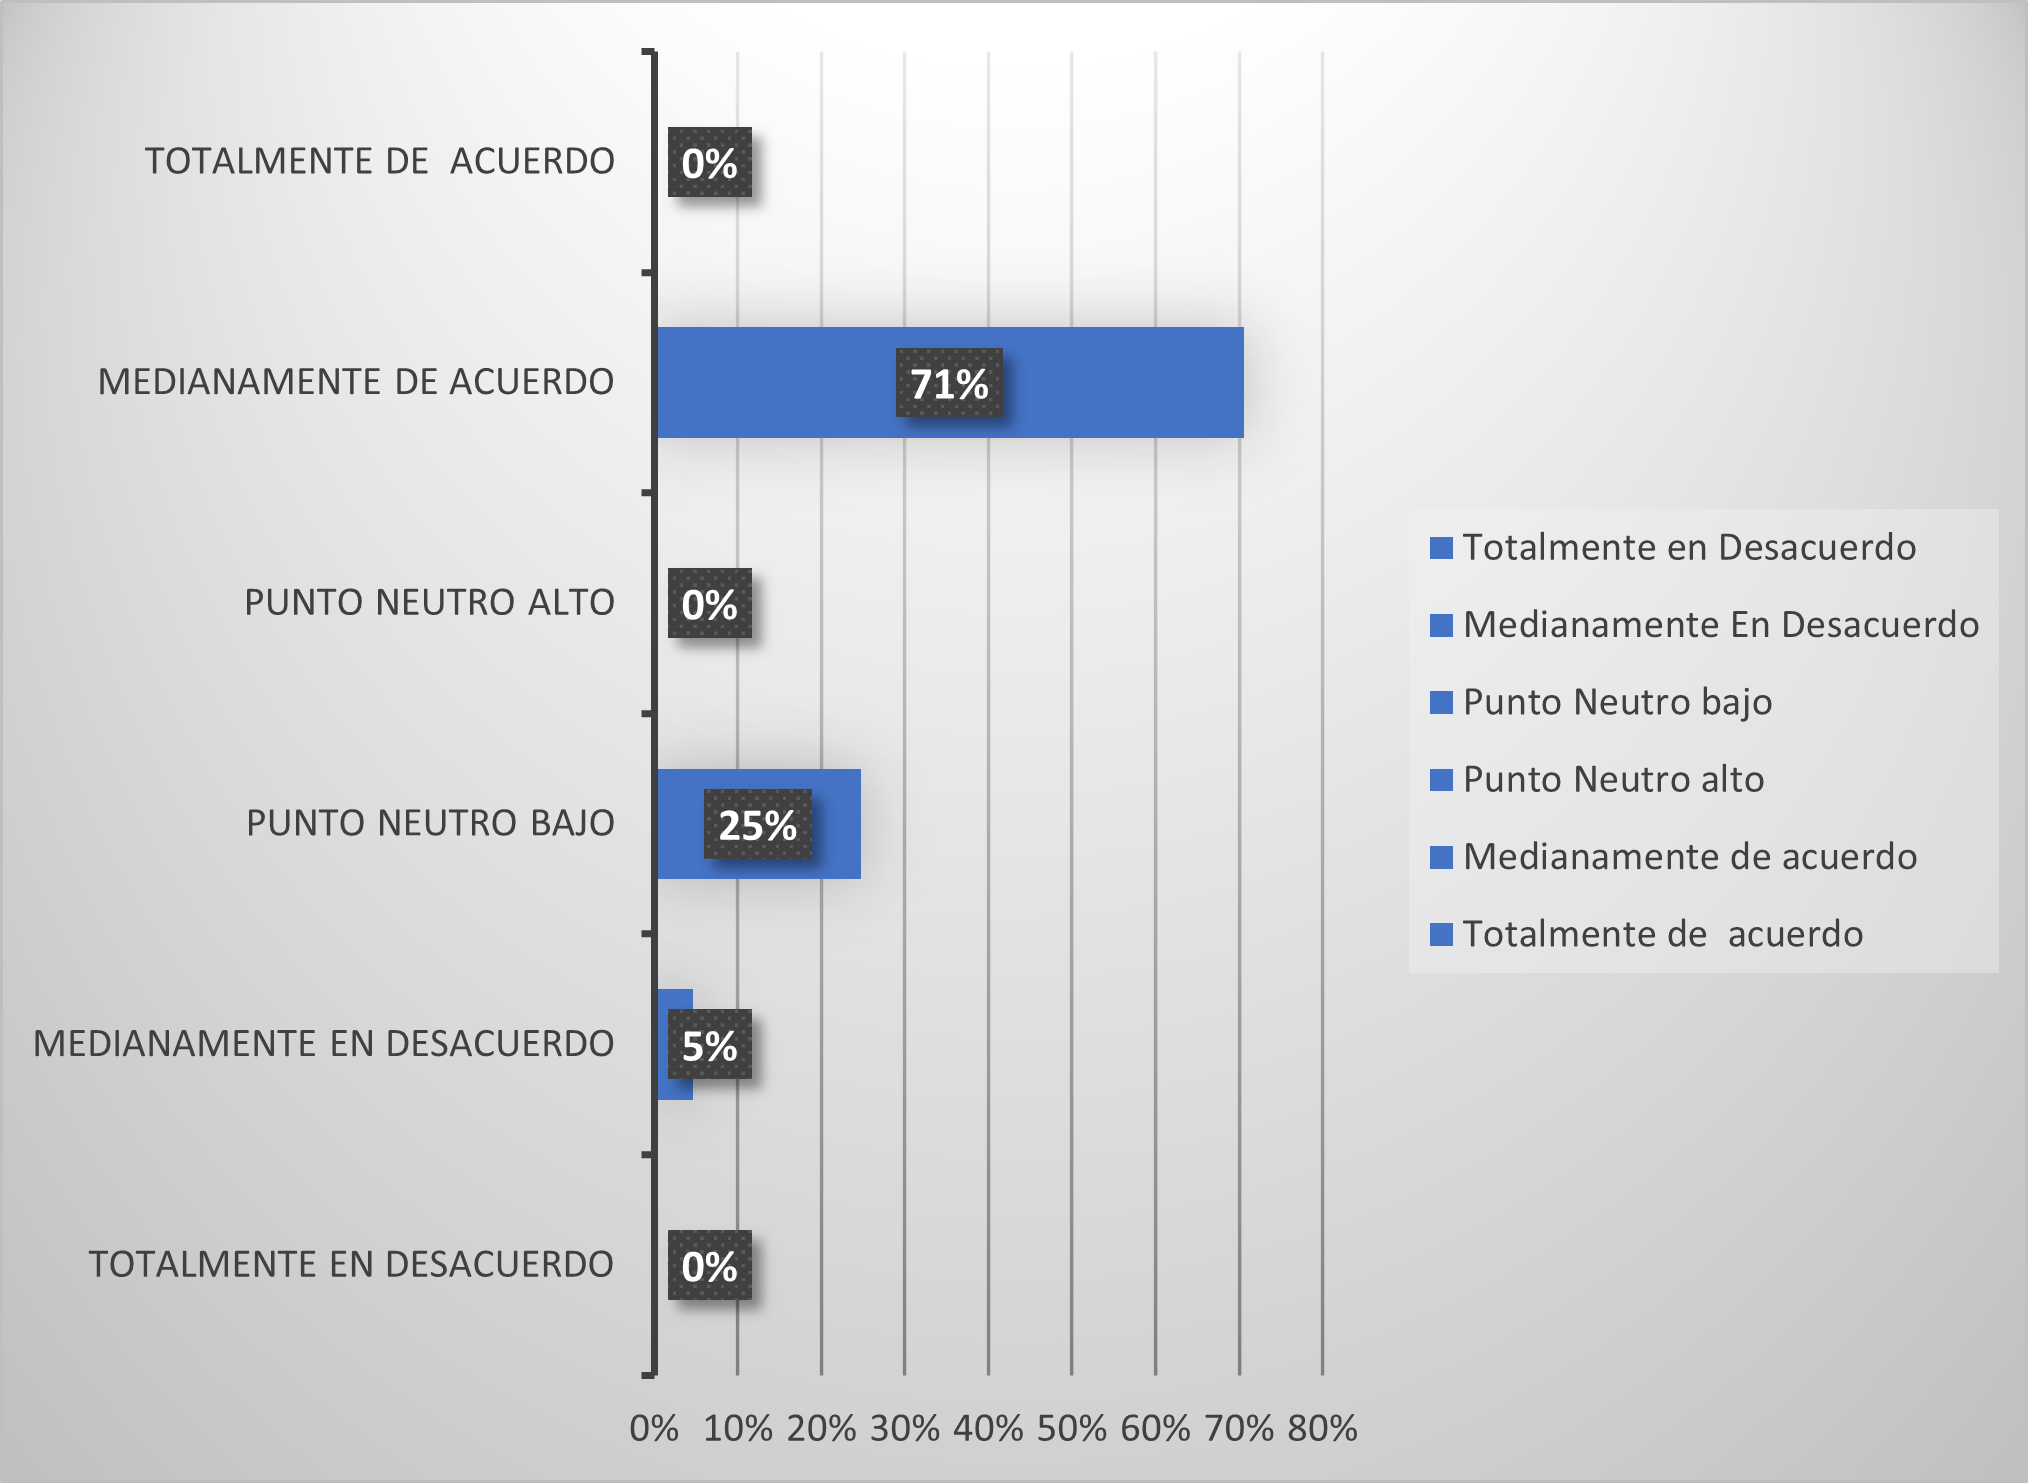 TOTALMENTE DE  ACUERDO
0%
MEDIANAMENTE DE ACUERDO
71%
PUNTO NEUTRO ALTO
0%
PUNTO NEUTRO BAJO
25%
MEDIANAMENTE EN DESACUERDO
5%
TOTALMENTE EN DESACUERDO
0%
0% 10% 20% 30% 40% 50% 60% 70% 80%
Totalmente en Desacuerdo
Medianamente En Desacuerdo
Punto Neutro bajo
Punto Neutro alto
Medianamente de acuerdo
Totalmente de  acuerdo